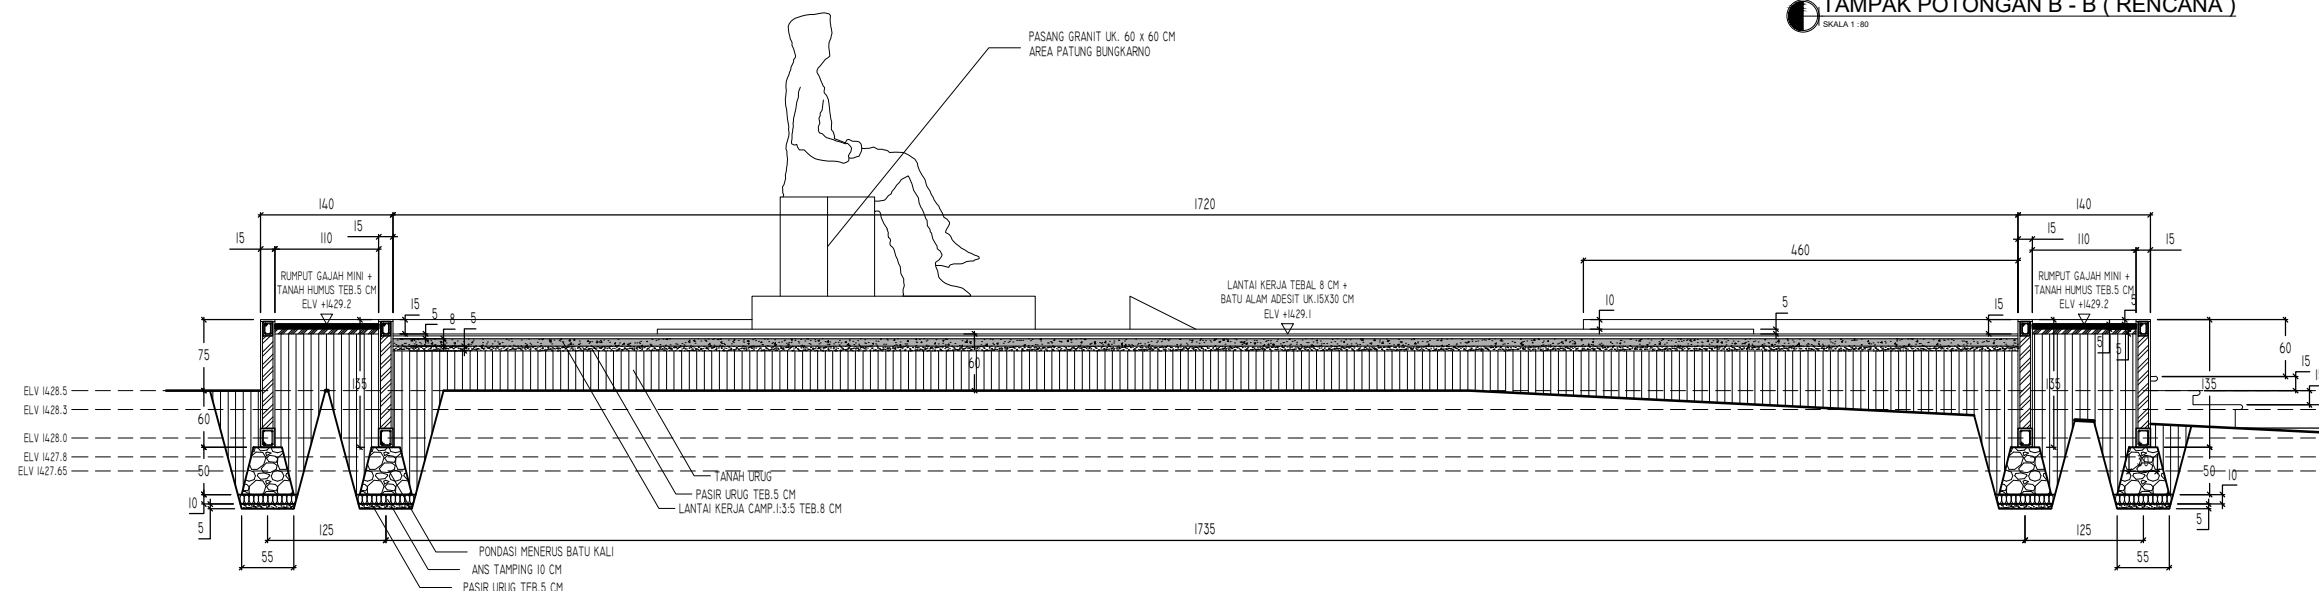 TAMPAK POTONGAN B - B ( RENCANA )
SKALA 1 : 80
PASANG GRANIT UK. 60 x 60 CM
AREA PATUNG BUNGKARNO
140
1720
140
15
15
110
15
110
15
460
RUMPUT GAJAH MINI +
TANAH HUMUS TEB.5 CM
ELV +1429.2
LANTAI KERJA TEBAL 8 CM +
BATU ALAM ADESIT UK.15X30 CM
ELV +1429.1
RUMPUT GAJAH MINI +
TANAH HUMUS TEB.5 CM
ELV +1429.2
15
5
8
5
10
5
15
5
75
135
60
135
5
5
135
60
15
ELV 1428.5
ELV 1428.3
60
ELV 1428.0
ELV 1427.8
ELV 1427.65
50
50
10
10
5
5
TANAH URUG
PASIR URUG TEB.5 CM
LANTAI KERJA CAMP.1:3:5 TEB.8 CM
125
1735
125
55
55
PONDASI MENERUS BATU KALI
ANS TAMPING 10 CM
PASIR URUG TEB.5 CM